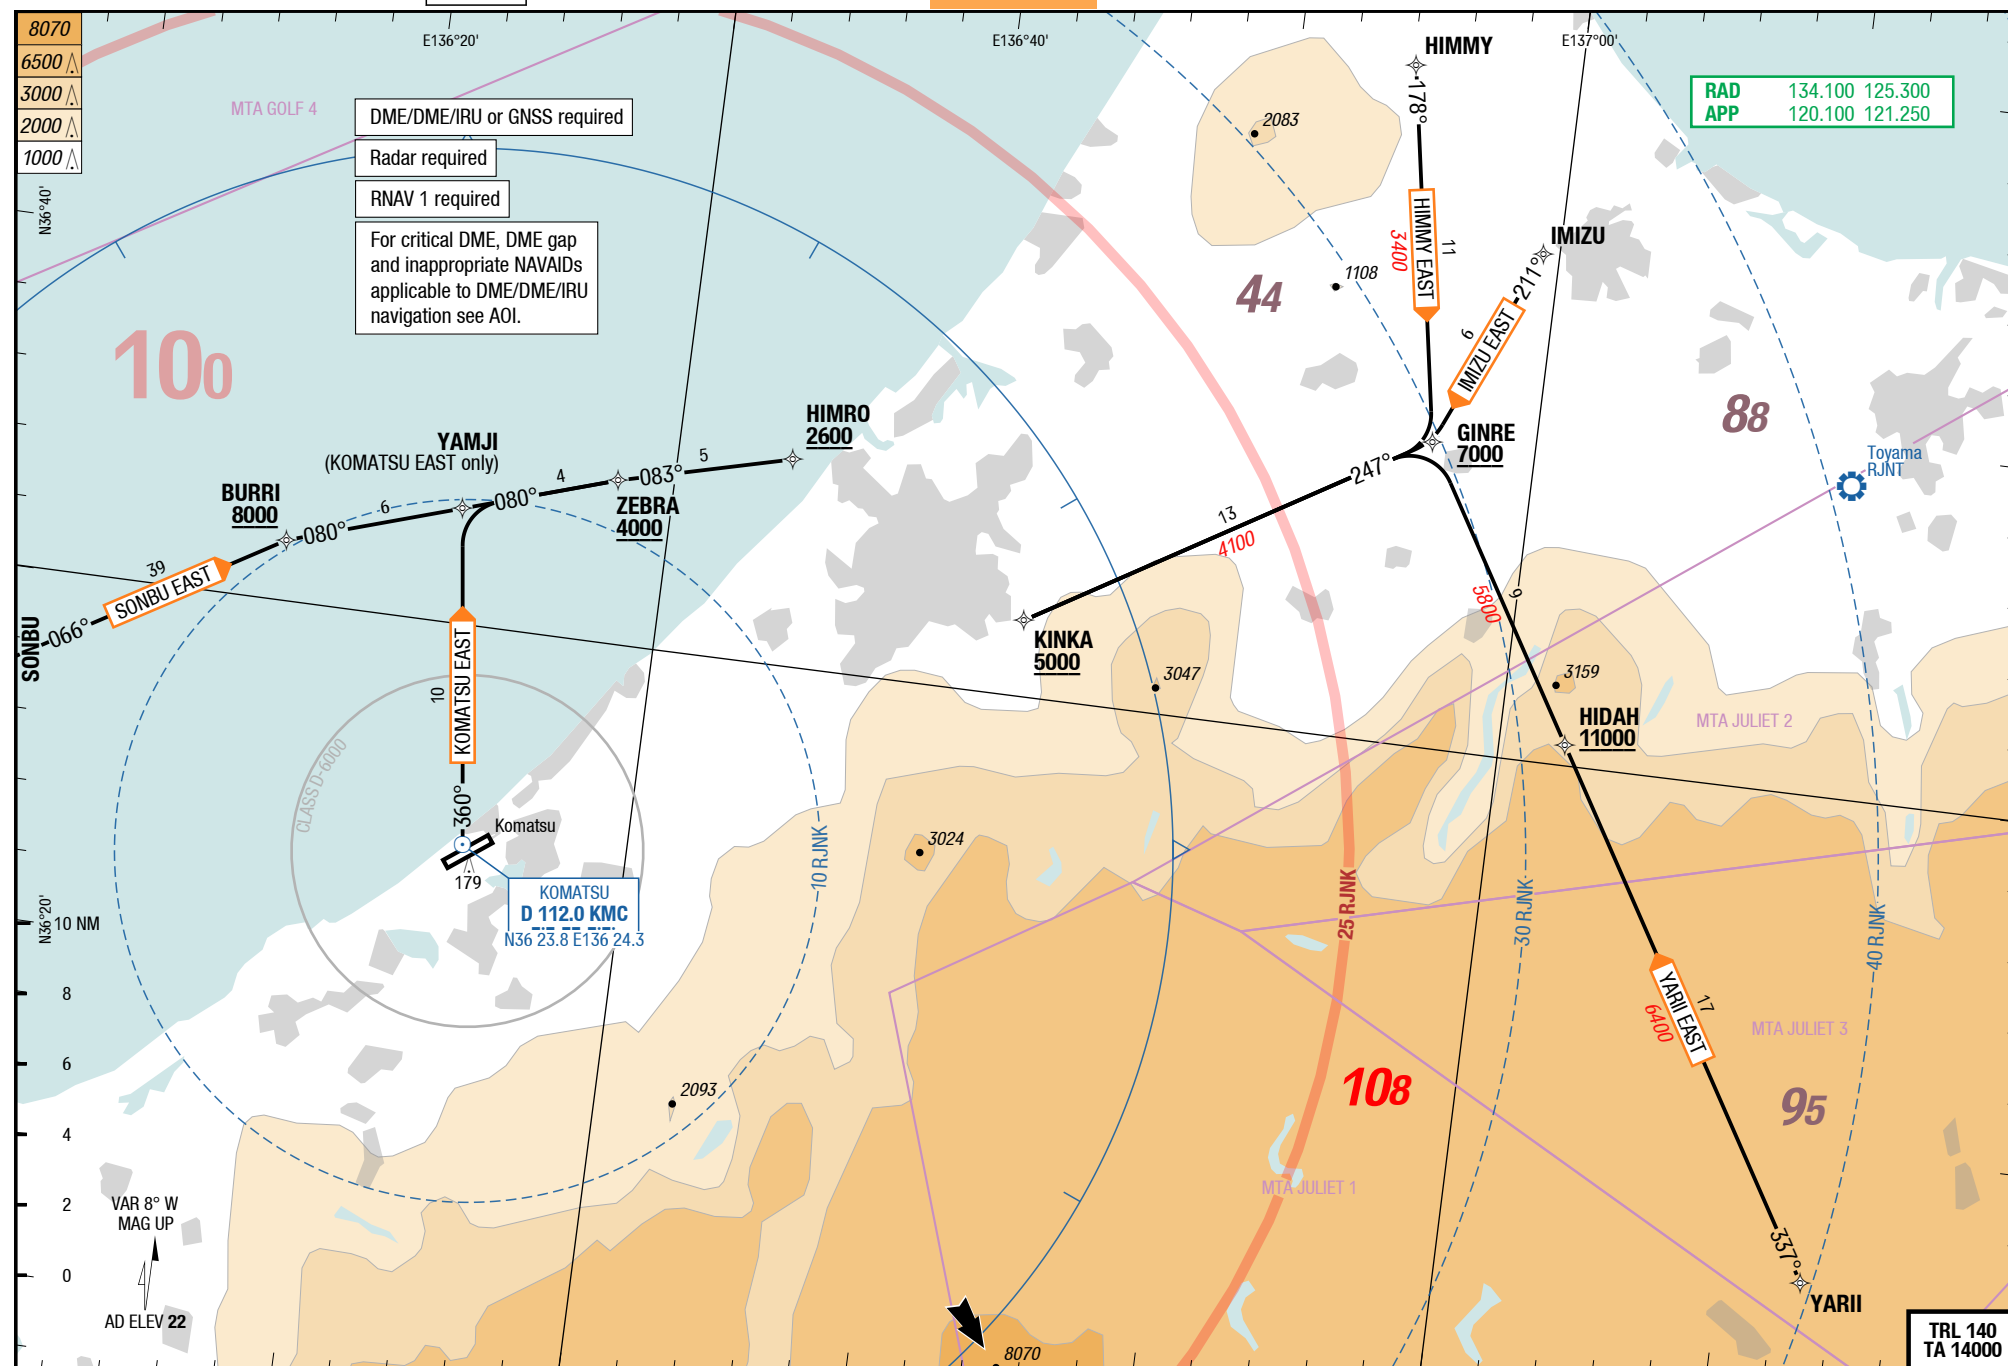 8070
6500
3000
2000
1000
E136°20'
E136°40'
E137°00'
N36°40'
N36°20'
MTA GOLF 4
DME/DME/IRU or GNSS required
Radar required
RNAV 1 required
For critical DME, DME gap
and inappropriate NAVAIDs
applicable to DME/DME/IRU
navigation see AOI.
RAD 134.100 125.300
APP 120.100 121.250
HIMMY
178°
HIMMY EAST
11
3400
2083
1108
IMIZU
211°
IMIZU EAST
6
44
88
100
Toyama
RJNT
GINRE
7000
247°
13
4100
KINKA
5000
HIMRO
2600
5
083°
ZEBRA
4000
4
080°
YAMJI
(KOMATSU EAST only)
6
080°
BURRI
8000
39
SONBU EAST
066°
SONBU
KOMATSU EAST
10
360°
CLASS D-6000
Komatsu
179
KOMATSU
D 112.0 KMC
N36 23.8 E136 24.3
10 RJNK
25 RJNK
30 RJNK
40 RJNK
3047
3024
2093
3159
9
5800
HIDAH
11000
MTA JULIET 2
MTA JULIET 3
MTA JULIET 1
YARII EAST
17
6400
337°
YARII
108
95
10 NM
8
6
4
2
0
VAR 8° W
MAG UP
AD ELEV 22
8070
TRL 140
TA 14000